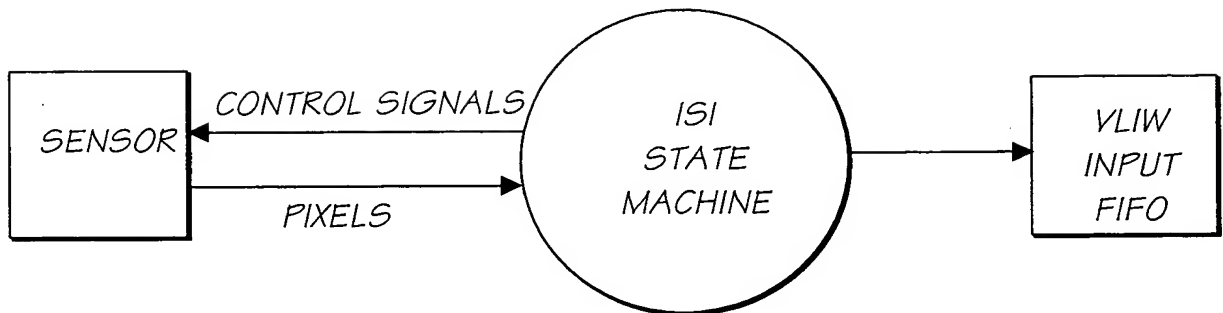 SENSOR
CONTROL SIGNALS
PIXELS
ISI
STATE
MACHINE
VLIW
INPUT
FIFO